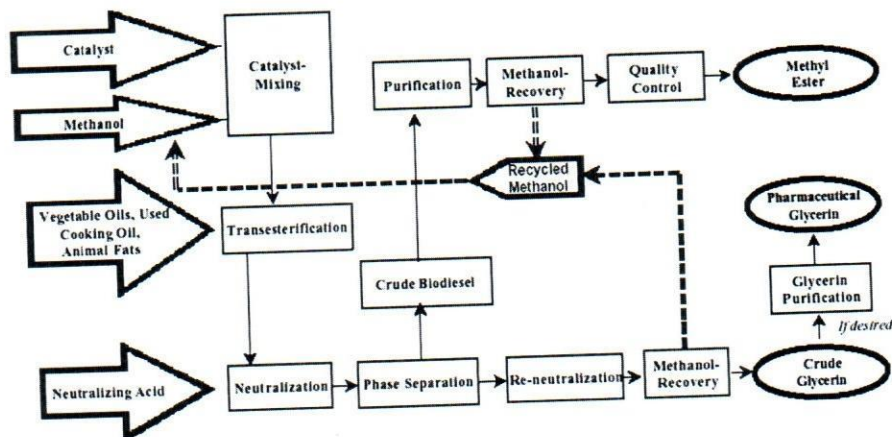 Catalyst
Catalyst-
Mixing
Methanol
Purification
Methanol-
Recovery
Quality
Control
Methyl
Ester
Recycled
Methanol
Vegetable Oils, Used
Cooking Oil,
Animal Fats
Transesterification
Pharmaceutical
Glycerin
Crude Biodiesel
Glycerin
Purification
If desired
Neutralizing Acid
Neutralization
Phase Separation
Re-neutralization
Methanol-
Recovery
Crude
Glycerin